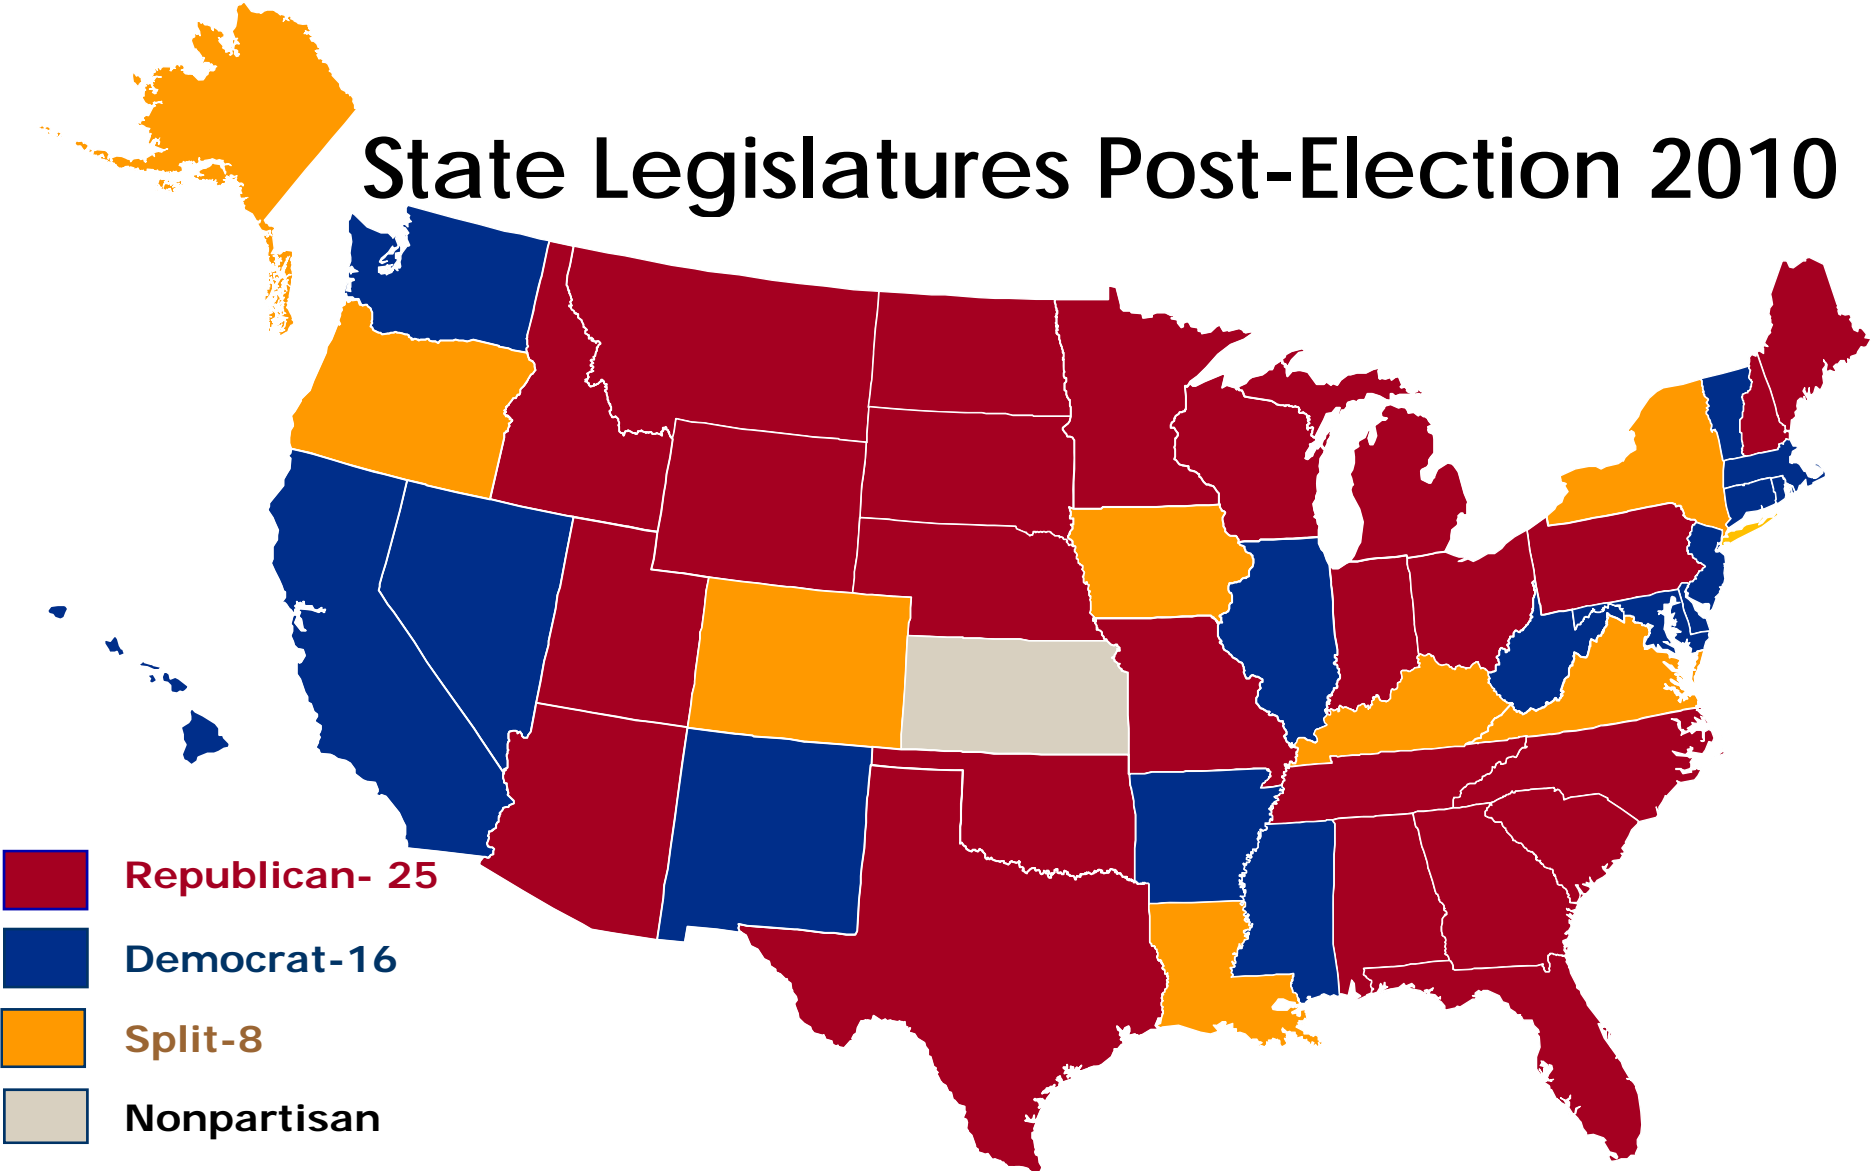 State Legislatures Post-Election 2010
Republican- 25
Democrat-16
Split-8
Nonpartisan